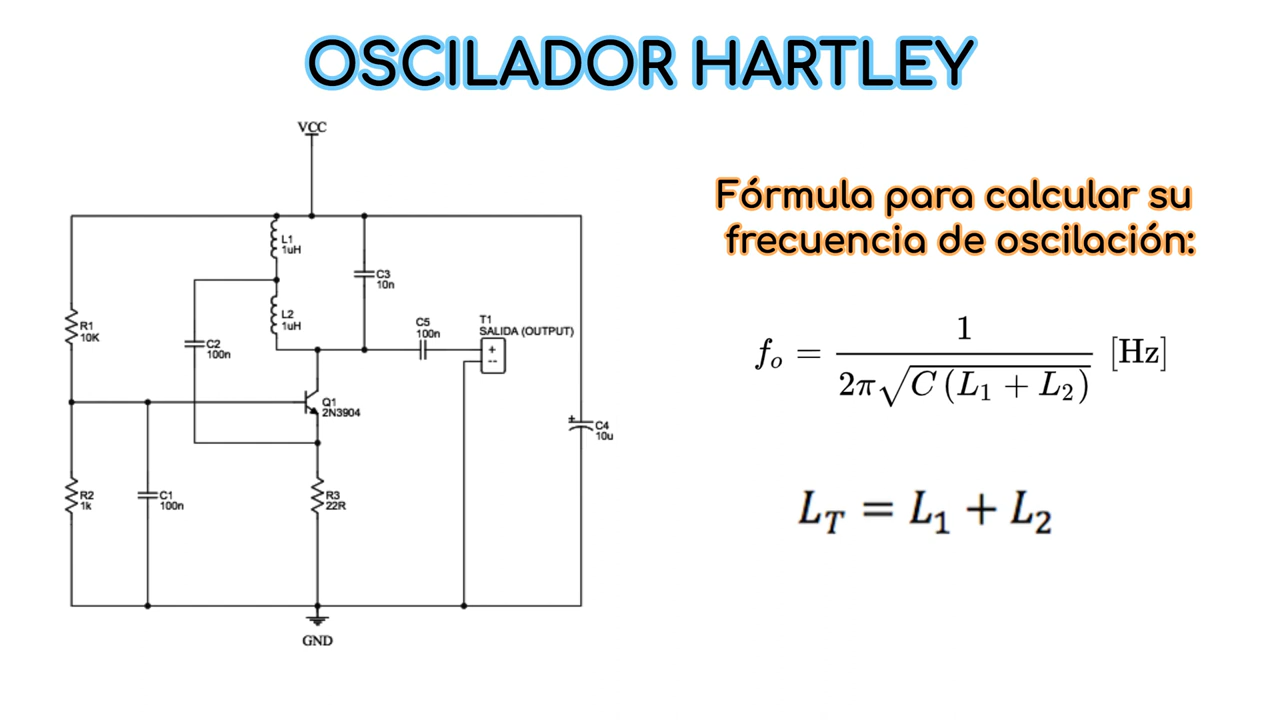 OSCILADOR HARTLEY
VCC
Fórmula para calcular su
frecuencia de oscilación:
L1
1uH
C3
10n
L2
1uH
R1
10K
C2
100n
C5
100n
T1
SALIDA (OUTPUT)
+
--
f_o = 1 / 2π√C (L_1 + L_2) [Hz]
Q1
2N3904
+
C4
10u
R2
1k
C1
100n
R3
22R
L_T = L_1 + L_2
GND